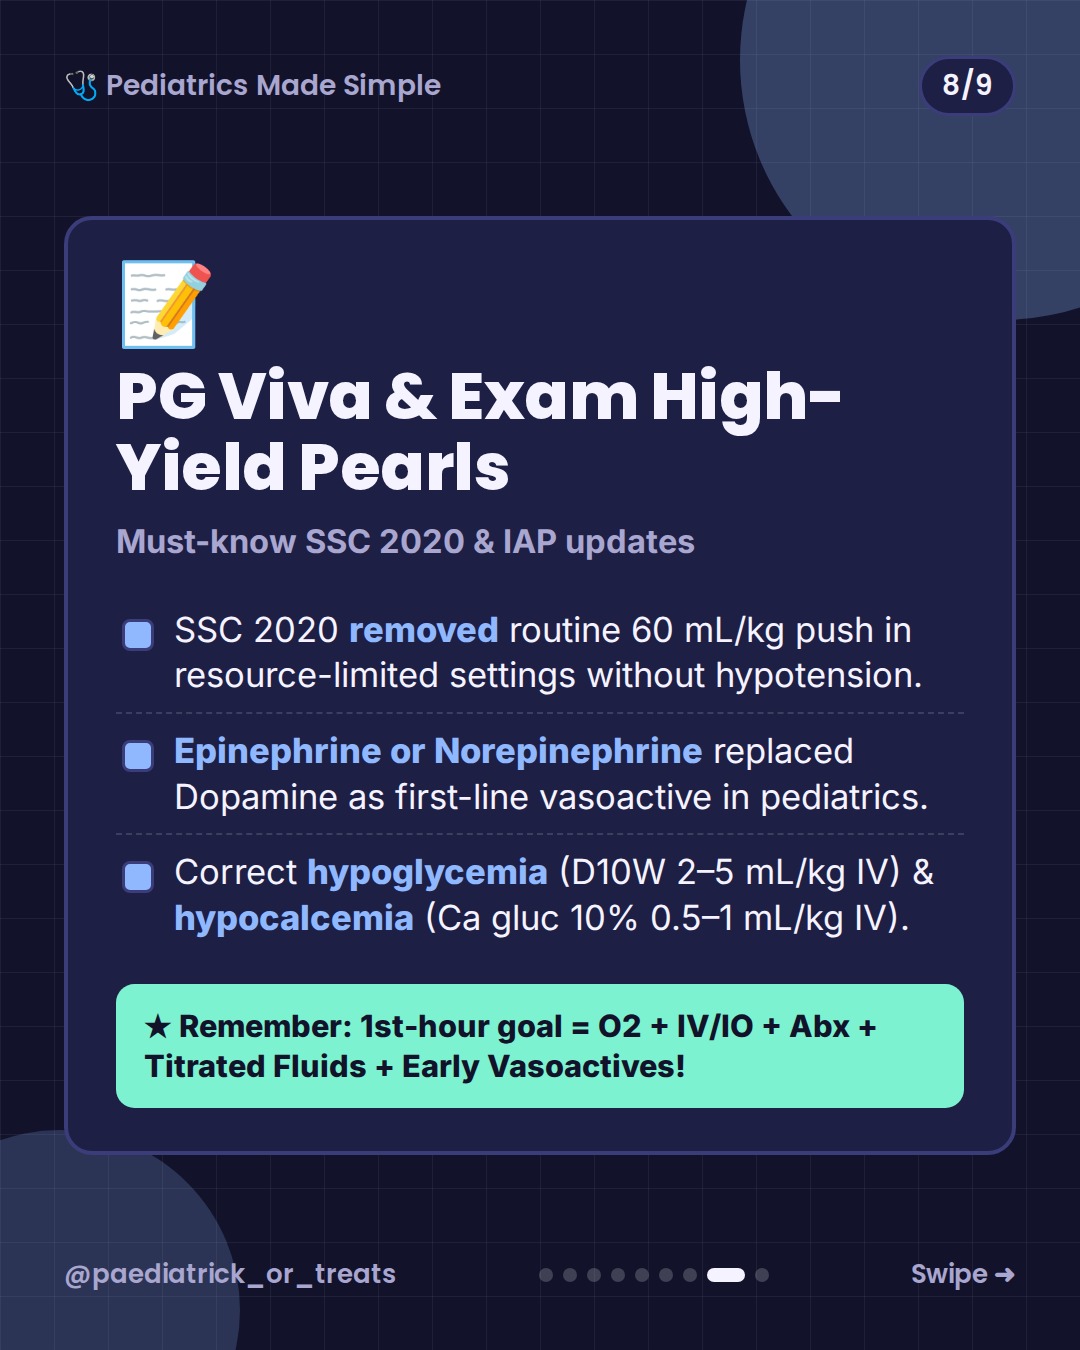 Pediatrics Made Simple
8/9
PG Viva & Exam High-
Yield Pearls
Must-know SSC 2020 & IAP updates
SSC 2020 removed routine 60 mL/kg push in
resource-limited settings without hypotension.
Epinephrine or Norepinephrine replaced
Dopamine as first-line vasoactive in pediatrics.
Correct hypoglycemia (D10W 2–5 mL/kg IV) &
hypocalcemia (Ca gluc 10% 0.5–1 mL/kg IV).
★ Remember: 1st-hour goal = O2 + IV/IO + Abx +
Titrated Fluids + Early Vasoactives!
@paediatrick_or_treats
Swipe ➜